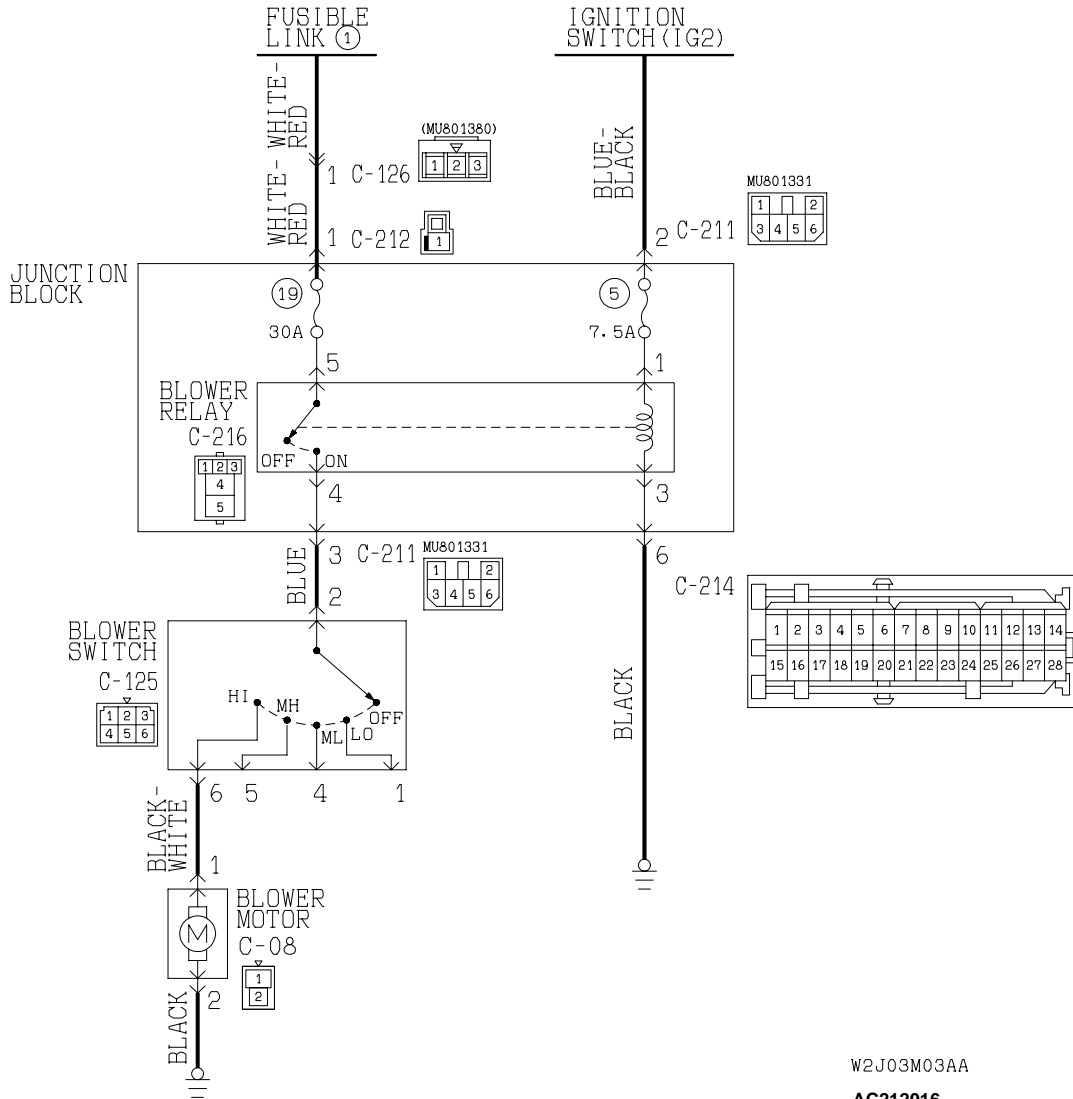 FUSIBLE
LINK ①
IGNITION
SWITCH(IG2)
WHITE-
RED
(MU801380)
1 2 3
1 C-126
BLUE-
BLACK
MU801331
1 2
3 4 5 6
WHITE-
RED
1 C-212
1
2 C-211
JUNCTION
BLOCK
19
30A
5
7.5A
5
1
BLOWER
RELAY
C-216
1 2 3
4
5
OFF
ON
4
3
BLUE
3 C-211
MU801331
1 2
3 4 5 6
2
6
C-214
1 2 3 4 5 6 7 8 9 10 11 12 13 14
15 16 17 18 19 20 21 22 23 24 25 26 27 28
BLOWER
SWITCH
C-125
1 2 3
4 5 6
HI
MH
ML
LO
OFF
6 5 4 1
BLACK
BLACK-
WHITE
1
BLOWER
MOTOR
C-08
M
1
2
2
BLACK
W2J03M03AA
AC212016